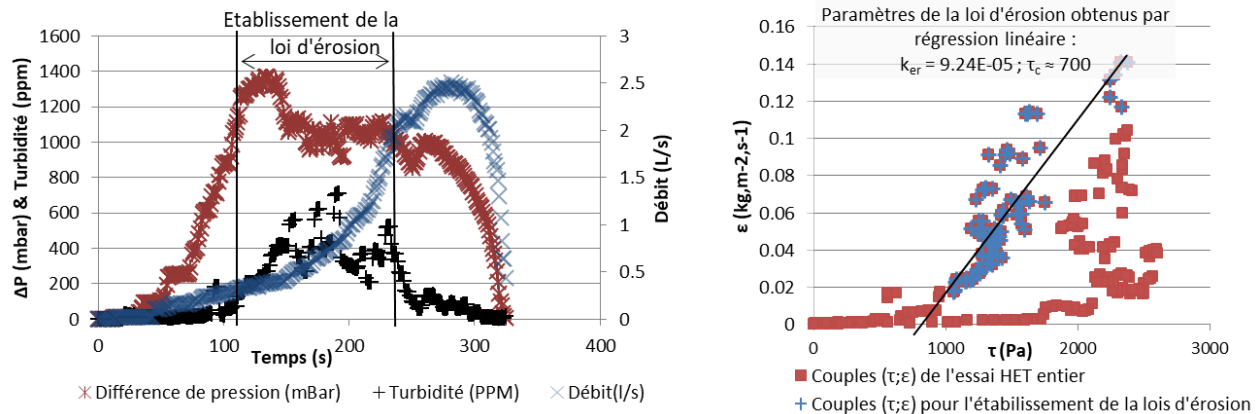 Etablissement de la
loi d'érosion
1600
1400
1200
1000
800
600
400
200
0
ΔP (mbar) & Turbidité (ppm)
3
2.5
2
1.5
1
0.5
0
Débit (L/s)
0
100
200
300
400
Temps (s)
Différence de pression (mBar)
Turbidité (PPM)
Débit(l/s)
Paramètres de la loi d'érosion obtenus par
régression linéaire :
k_er = 9.24E-05 ; τ_c ≈ 700
0.16
0.14
0.12
0.1
0.08
0.06
0.04
0.02
0
ε (kg,m-2,s-1)
0
1000
2000
3000
τ (Pa)
Couples (τ;ε) de l'essai HET entier
Couples (τ;ε) pour l'établissement de la lois d'érosion